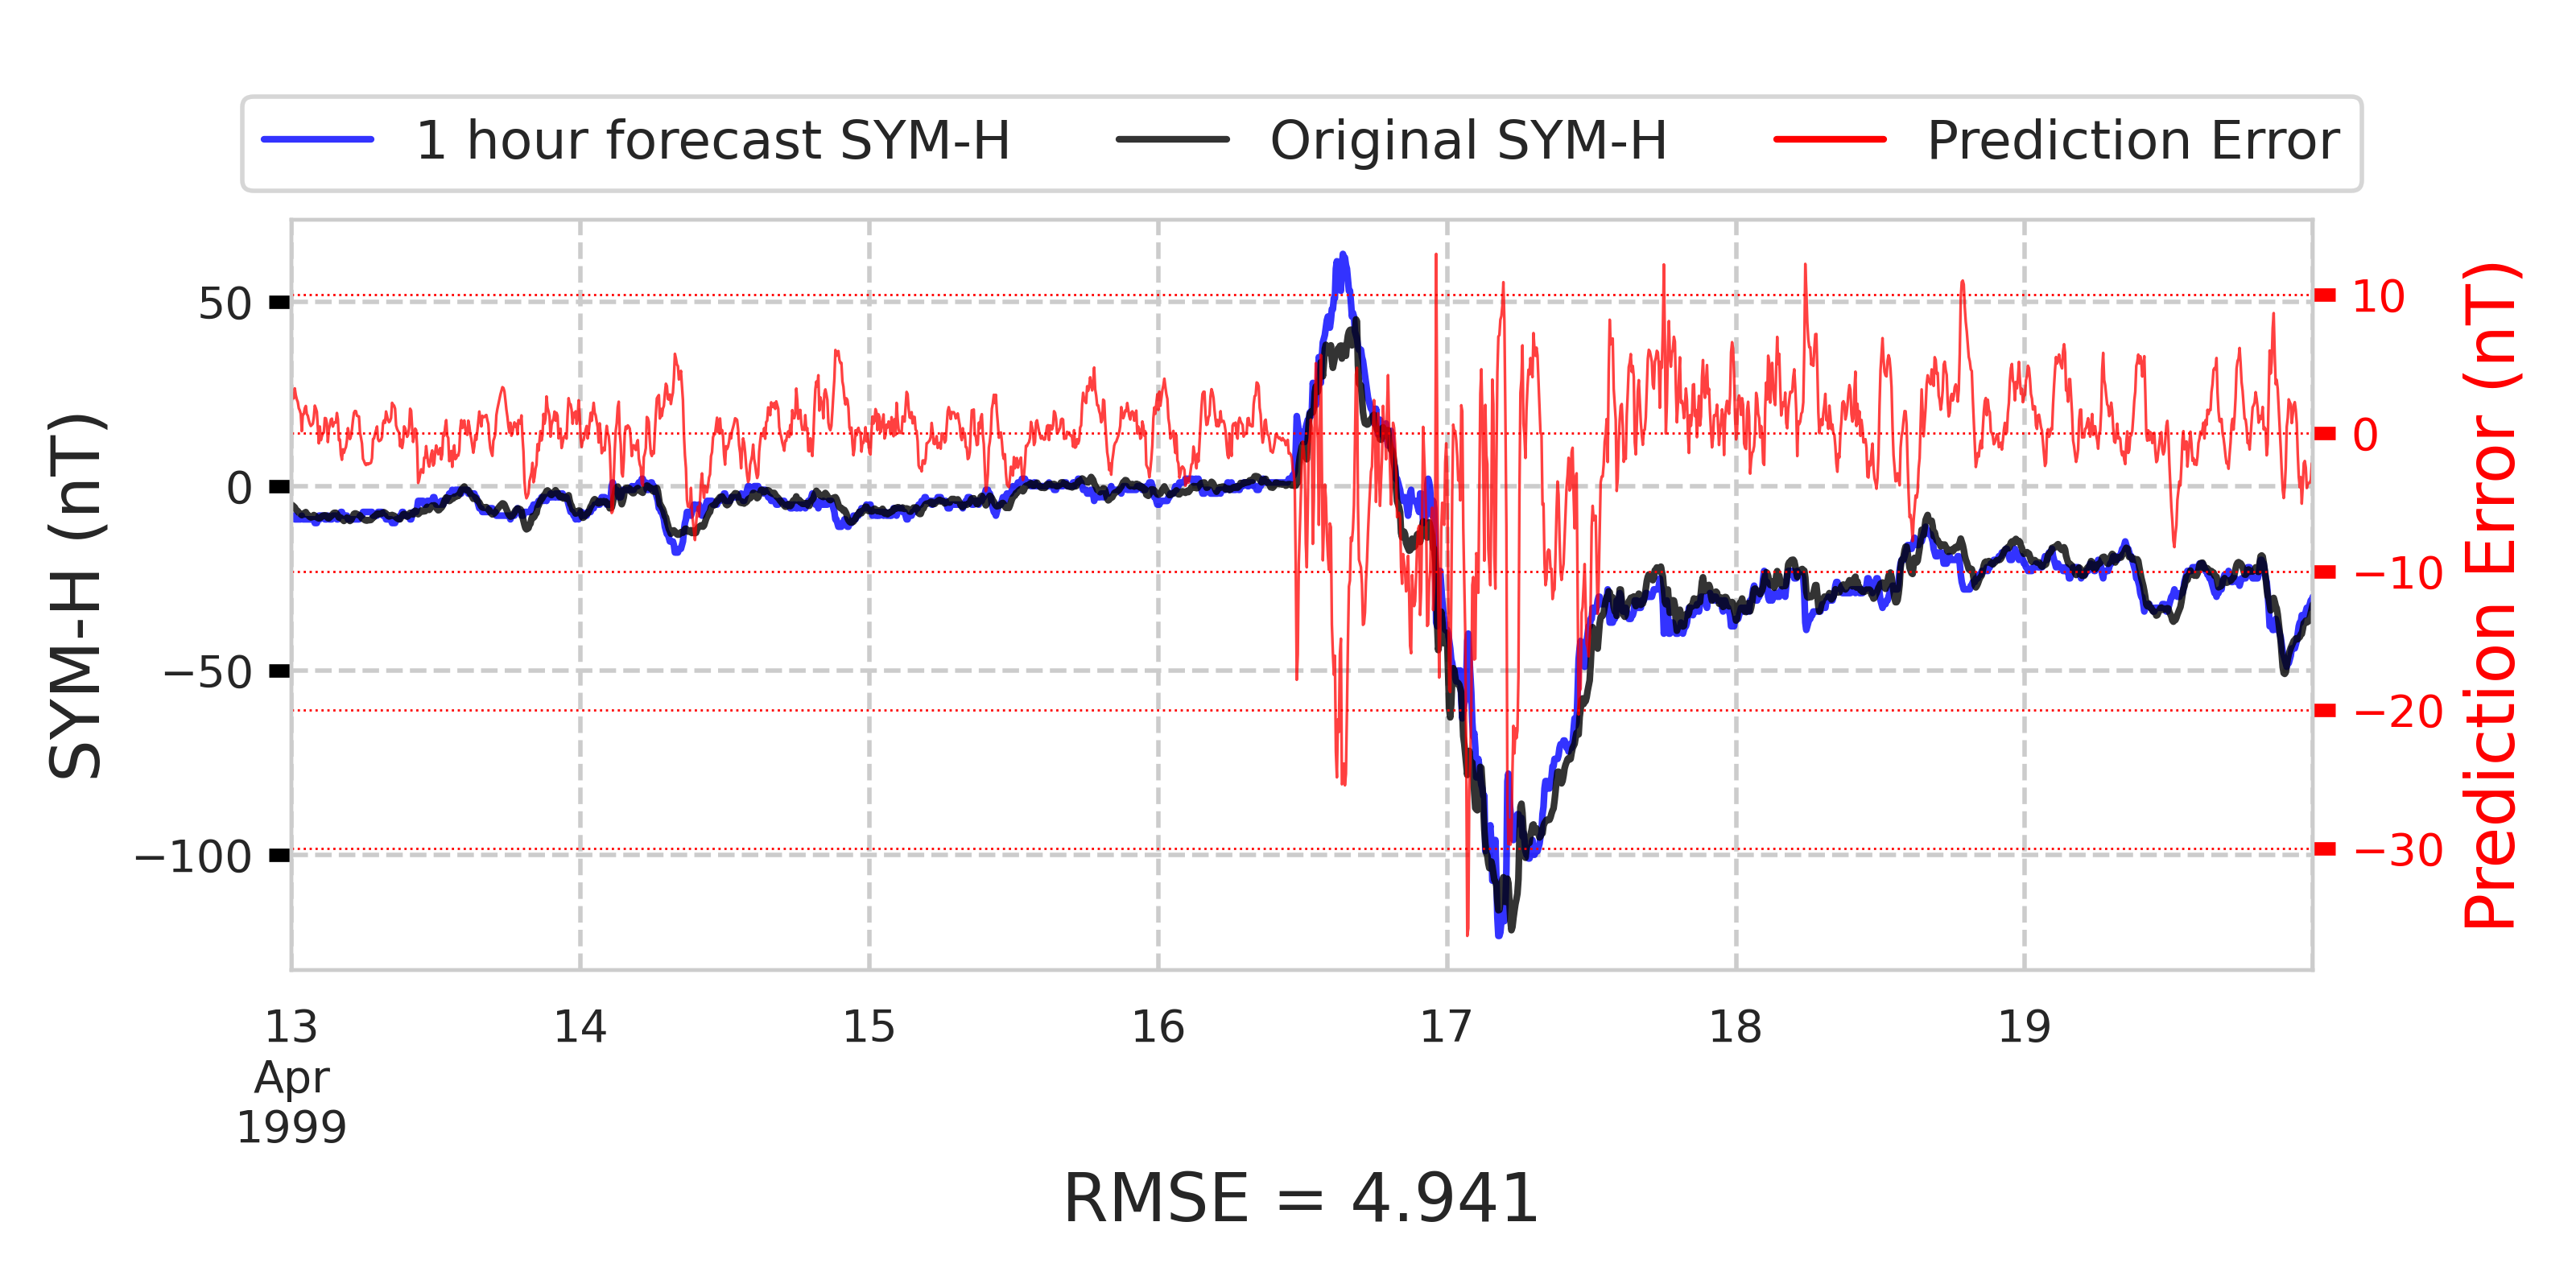 1 hour forecast SYM-H
Original SYM-H
Prediction Error
SYM-H (nT)
50
0
−50
−100
10
0
−10
−20
−30
Prediction Error (nT)
13
14
15
16
17
18
19
Apr
1999
RMSE = 4.941